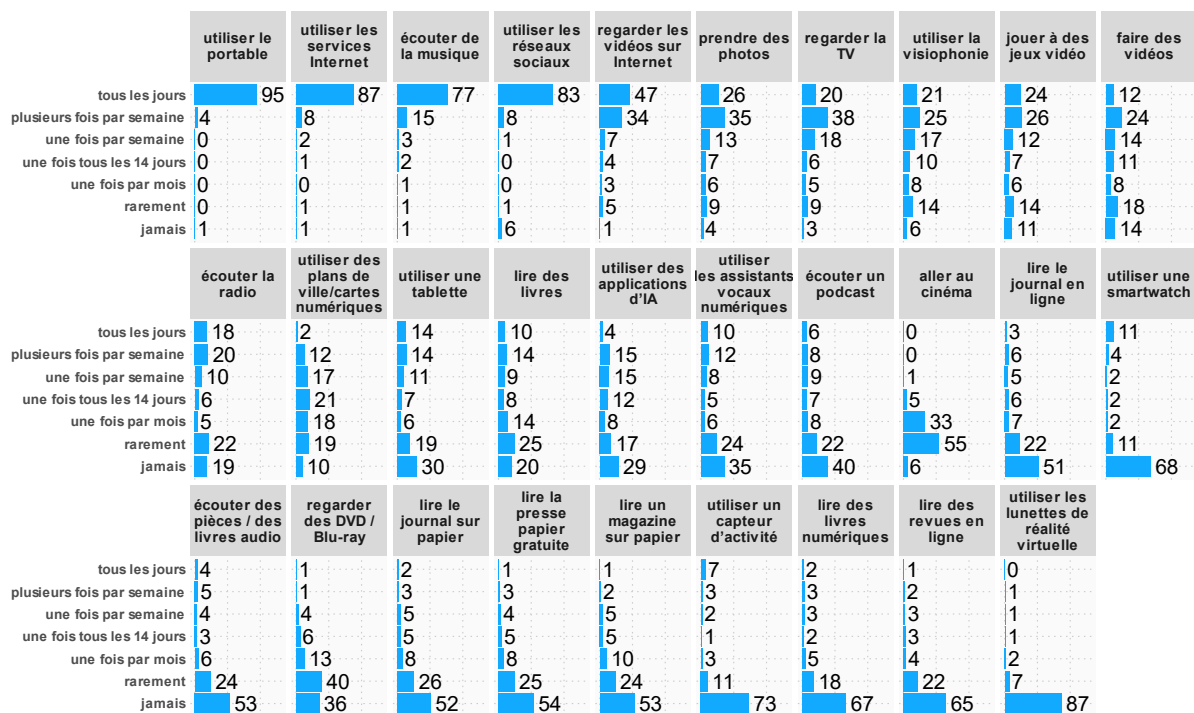 utiliser le portable
utiliser les services Internet
écouter de la musique
utiliser les réseaux sociaux
regarder les vidéos sur Internet
prendre des photos
regarder la TV
utiliser la visiophonie
jouer à des jeux vidéo
faire des vidéos
tous les jours 95 87 77 83 47 26 20 21 24 12
plusieurs fois par semaine 4 8 15 8 34 35 38 25 26 24
une fois par semaine 0 2 3 1 7 13 18 17 12 14
une fois tous les 14 jours 0 1 2 0 4 7 6 10 7 11
une fois par mois 0 0 1 0 3 6 5 8 6 8
rarement 0 1 1 1 5 9 9 14 14 18
jamais 1 1 1 6 1 4 3 6 11 14
écouter la radio
utiliser des plans de ville/cartes numériques
utiliser une tablette
lire des livres
utiliser des applications d'IA
utiliser les assistants vocaux numériques
écouter un podcast
aller au cinéma
lire le journal en ligne
utiliser une smartwatch
tous les jours 18 2 14 10 4 10 6 0 3 11
plusieurs fois par semaine 20 12 14 14 15 12 8 0 6 4
une fois par semaine 10 17 11 9 15 8 9 1 5 2
une fois tous les 14 jours 6 21 7 8 12 5 7 5 6 2
une fois par mois 5 18 6 14 8 6 8 33 7 2
rarement 22 19 19 25 17 24 22 55 22 11
jamais 19 10 30 20 29 35 40 6 51 68
écouter des pièces / des livres audio
regarder des DVD / Blu-ray
lire le journal sur papier
lire la presse papier gratuite
lire un magazine sur papier
utiliser un capteur d'activité
lire des livres numériques
lire des revues en ligne
utiliser les lunettes de réalité virtuelle
tous les jours 4 1 2 1 1 7 2 1 0
plusieurs fois par semaine 5 1 3 3 2 3 3 2 1
une fois par semaine 4 4 5 4 5 2 3 3 1
une fois tous les 14 jours 3 6 5 5 5 1 2 3 1
une fois par mois 6 13 8 8 10 3 5 4 2
rarement 24 40 26 25 24 11 18 22 7
jamais 53 36 52 54 53 73 67 65 87